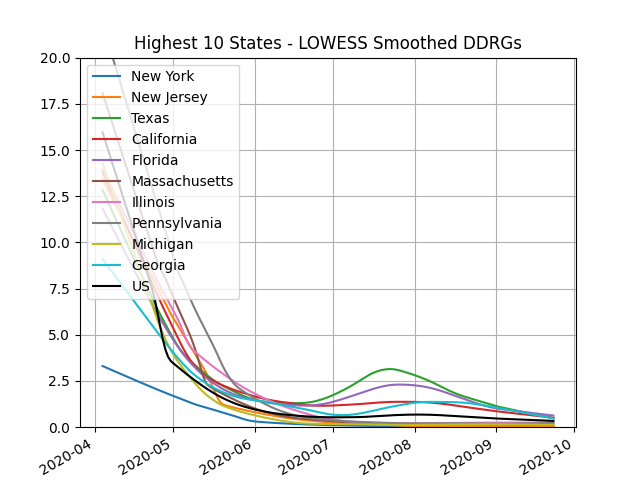 Highest 10 States - LOWESS Smoothed DDRGs
20.0
17.5
15.0
12.5
10.0
7.5
5.0
2.5
0.0
New York
New Jersey
Texas
California
Florida
Massachusetts
Illinois
Pennsylvania
Michigan
Georgia
US
2020-04
2020-05
2020-06
2020-07
2020-08
2020-09
2020-10